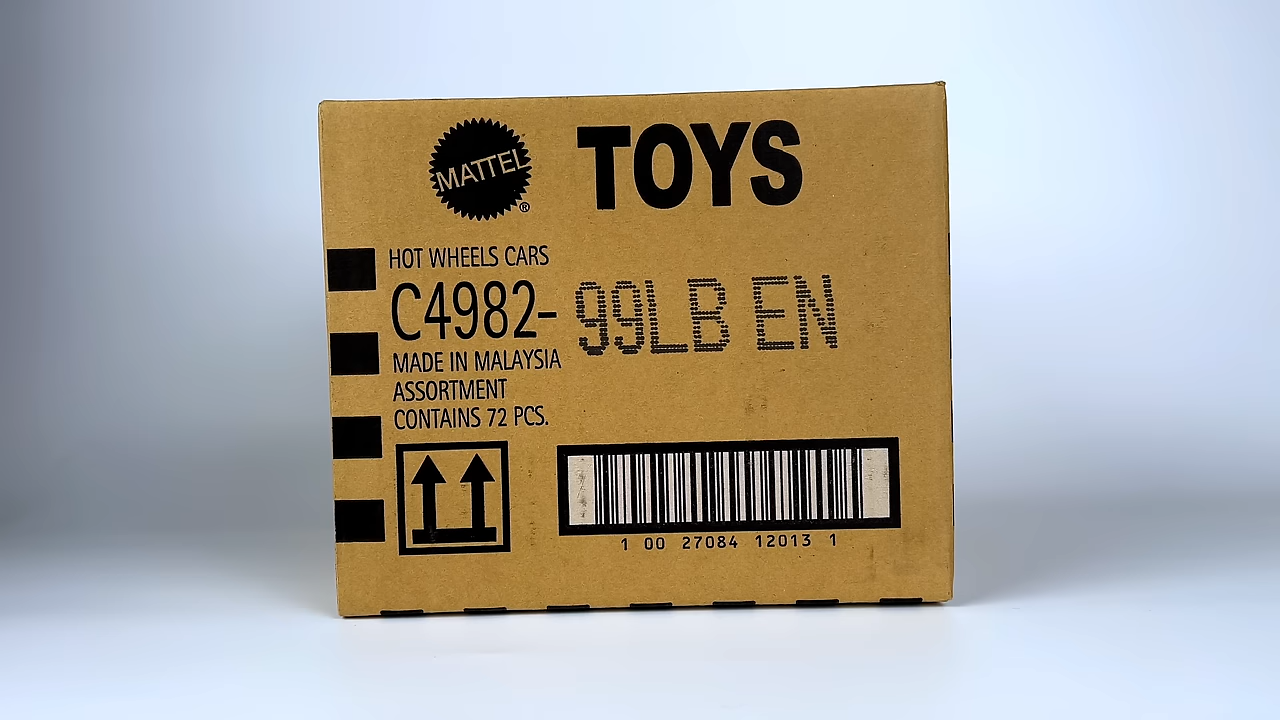 MATTEL® TOYS
HOT WHEELS CARS
C4982-99LB EN
MADE IN MALAYSIA
ASSORTMENT
CONTAINS 72 PCS.
1 00 27084 12013 1